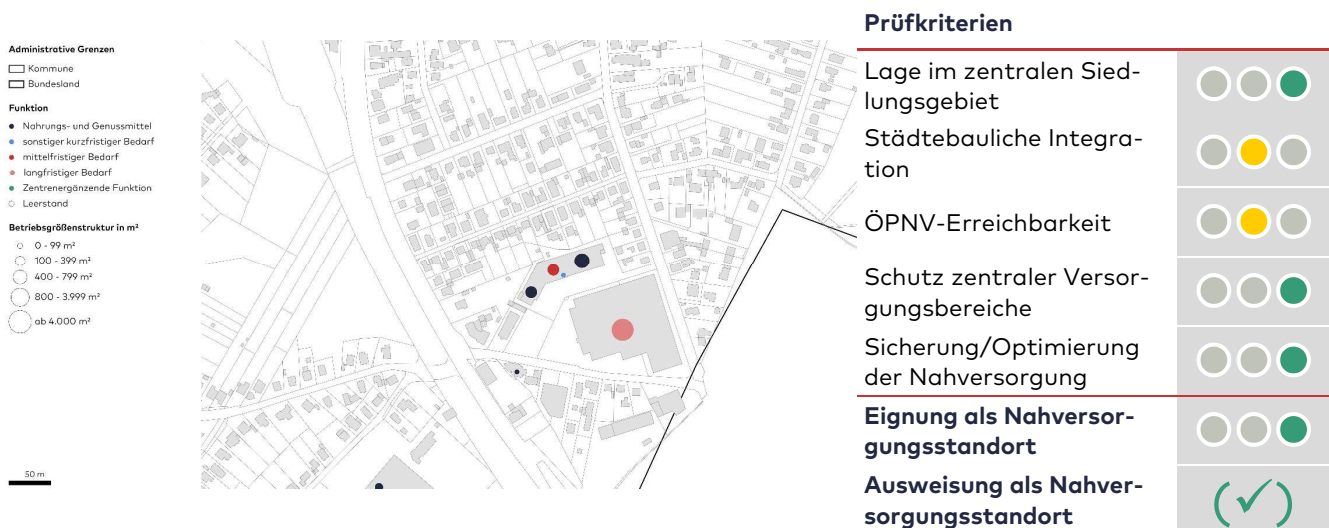 Administrative Grenzen
Kommune
Bundesland
Funktion
Nahrungs- und Genussmittel
sonstiger kurzfristiger Bedarf
mittelfristiger Bedarf
langfristiger Bedarf
Zentrenergänzende Funktion
Leerstand
Betriebsgrößenstruktur in m²
0 - 99 m²
100 - 399 m²
400 - 799 m²
800 - 3.999 m²
ab 4.000 m²
50 m
Prüfkriterien
Lage im zentralen Sied-
lungsgebiet
Städtebauliche Integra-
tion
ÖPNV-Erreichbarkeit
Schutz zentraler Versor-
gungsbereiche
Sicherung/Optimierung
der Nahversorgung
Eignung als Nahversor-
gungsstandort
Ausweisung als Nahver-
sorgungsstandort